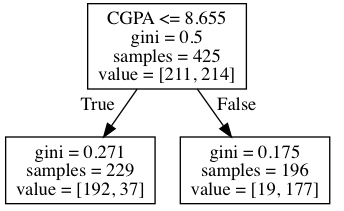 CGPA <= 8.655
gini = 0.5
samples = 425
value = [211, 214]
True
False
gini = 0.271
samples = 229
value = [192, 37]
gini = 0.175
samples = 196
value = [19, 177]